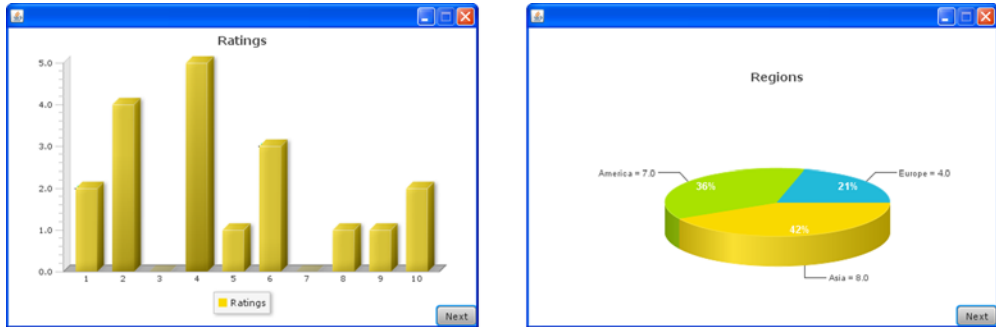 Ratings
5.0
4.0
3.0
2.0
1.0
0.0
1 2 3 4 5 6 7 8 9 10
Ratings
Next
Regions
America = 7.0
Europe = 4.0
36%
21%
42%
Asia = 8.0
Next